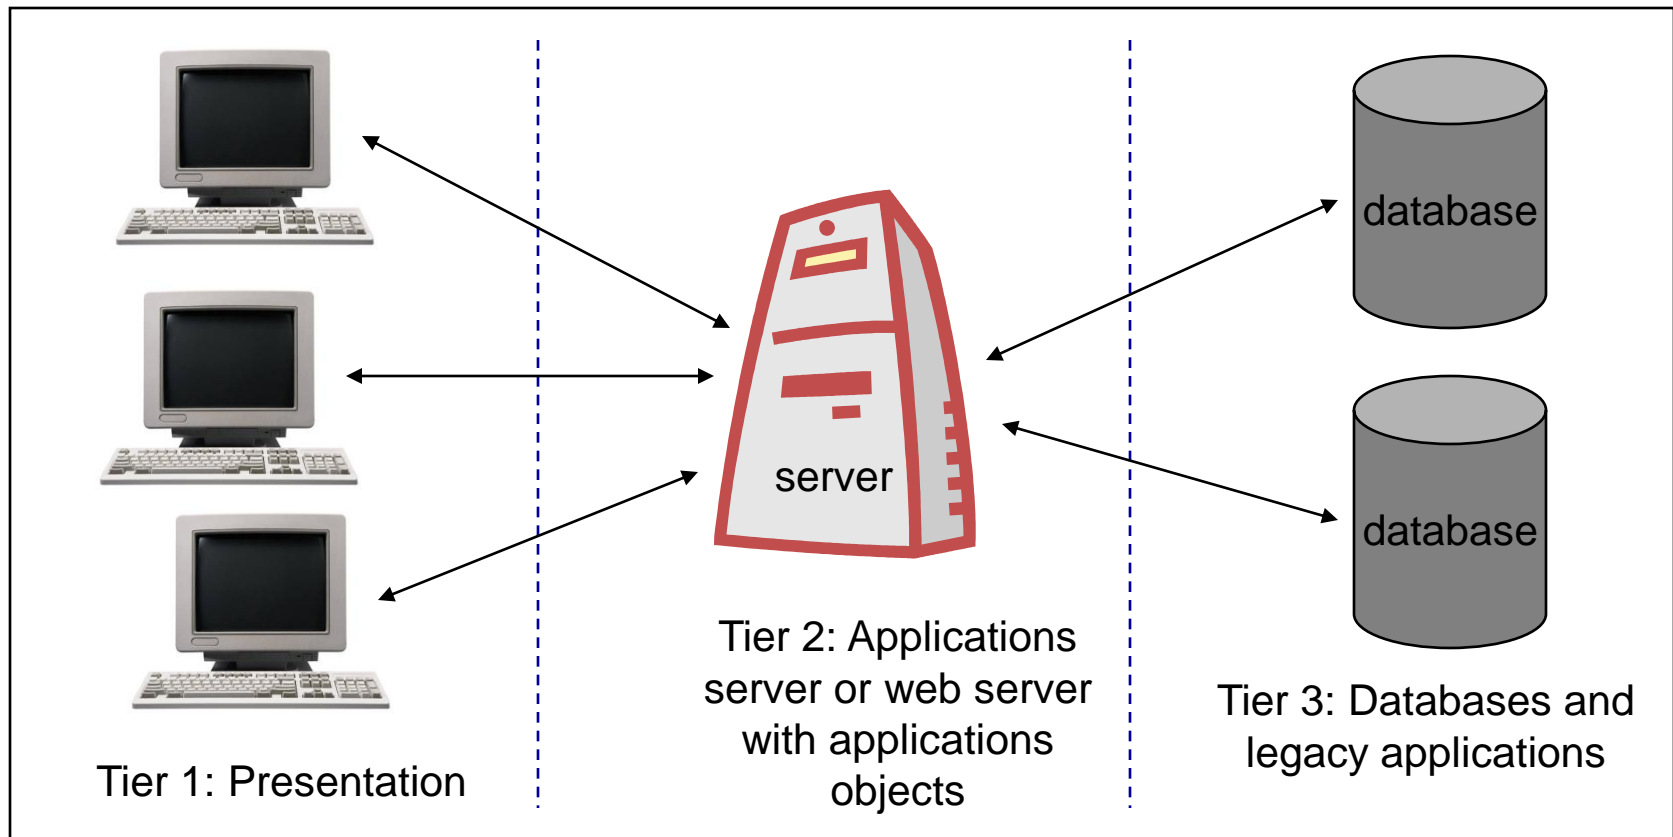 database
server
database
Tier 1: Presentation
Tier 2: Applications
server or web server
with applications
objects
Tier 3: Databases and
legacy applications